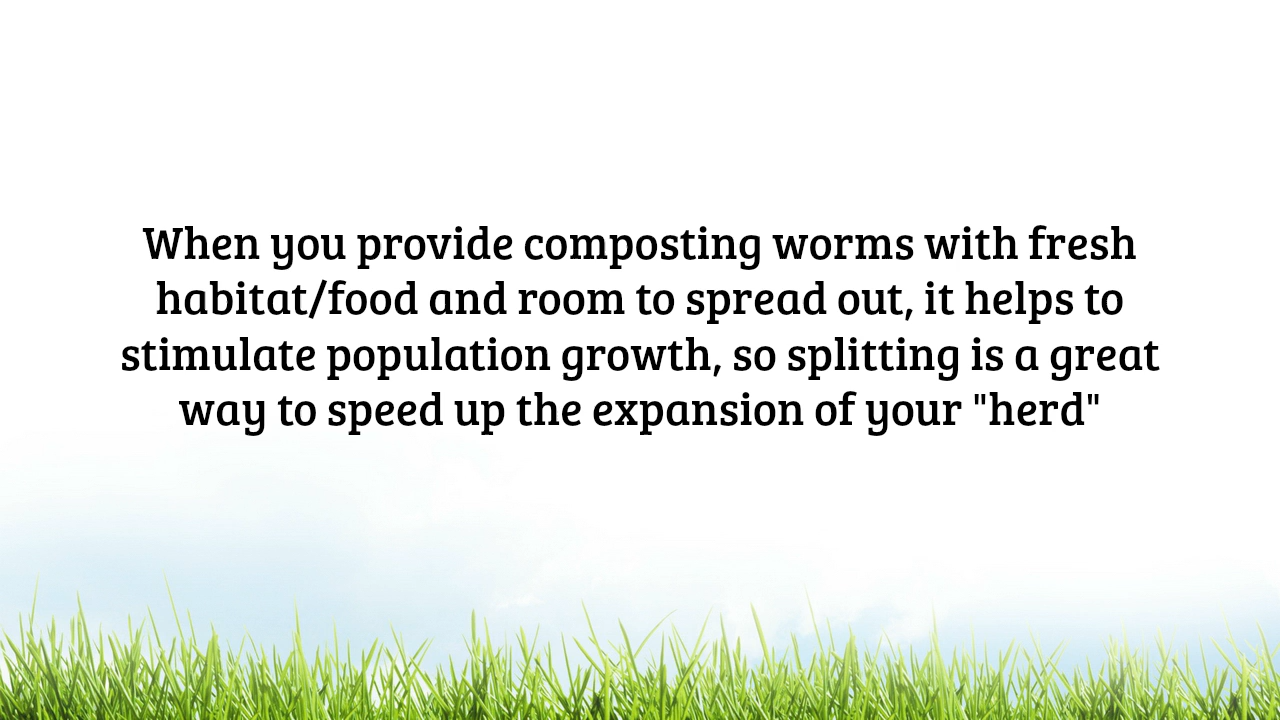 When you provide composting worms with fresh
habitat/food and room to spread out, it helps to
stimulate population growth, so splitting is a great
way to speed up the expansion of your "herd"